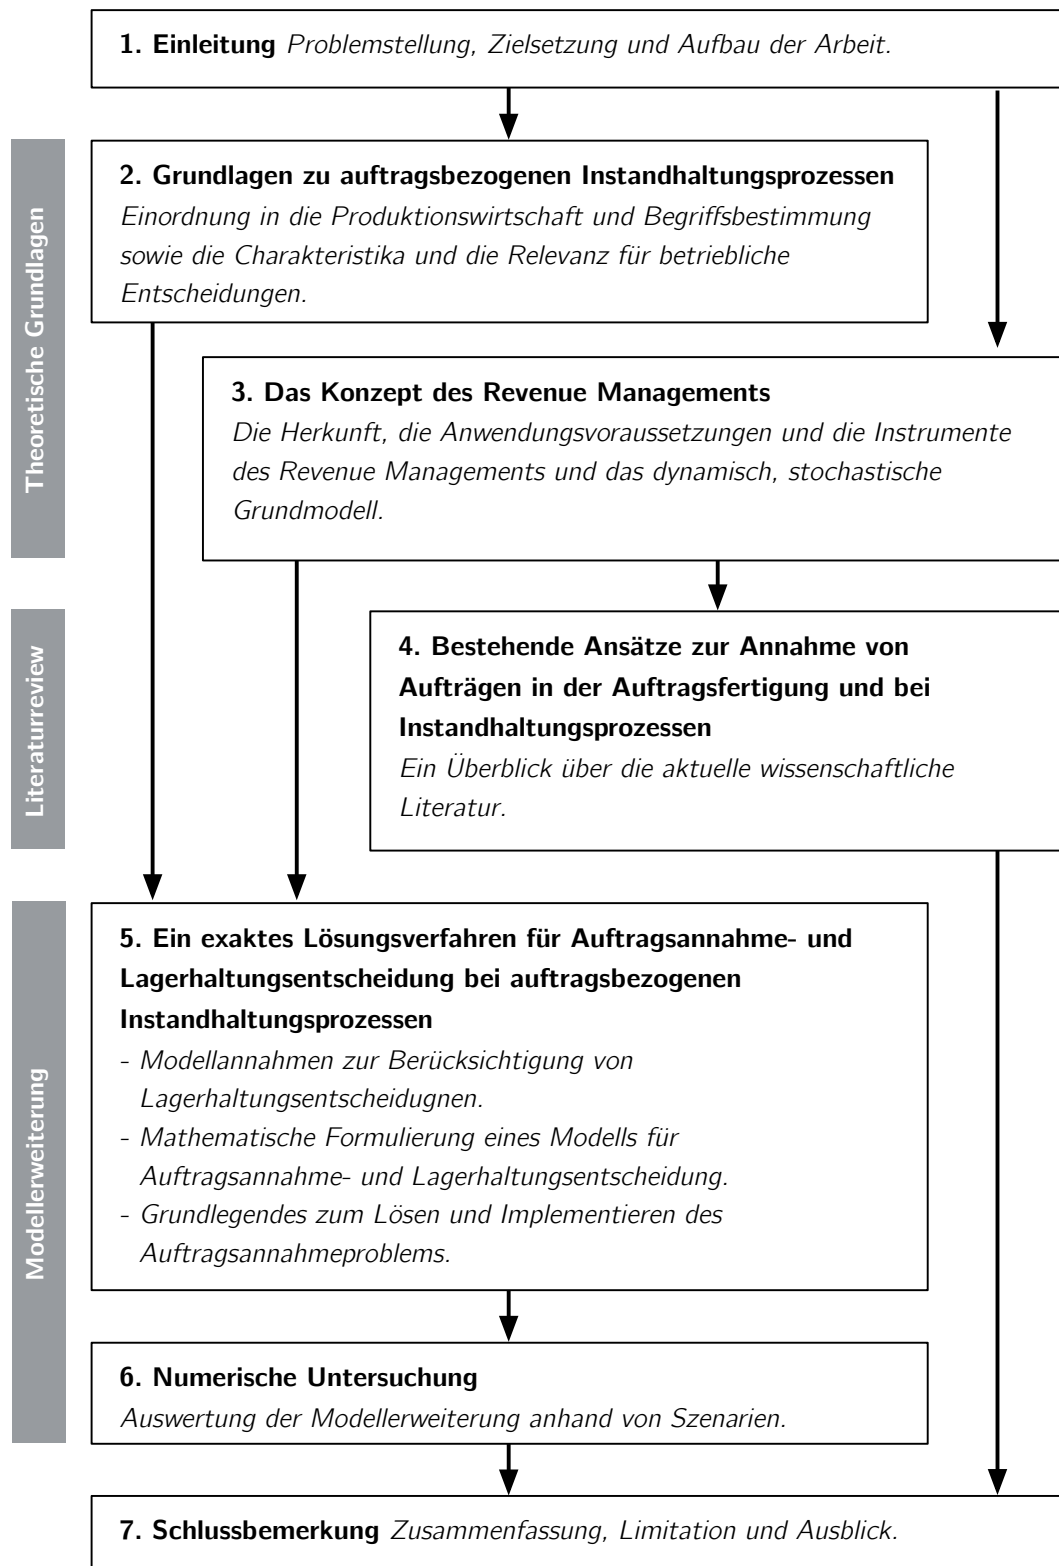 1. Einleitung Problemstellung, Zielsetzung und Aufbau der Arbeit.
Theoretische Grundlagen
2. Grundlagen zu auftragsbezogenen Instandhaltungsprozessen
Einordnung in die Produktionswirtschaft und Begriffsbestimmung
sowie die Charakteristika und die Relevanz für betriebliche
Entscheidungen.
3. Das Konzept des Revenue Managements
Die Herkunft, die Anwendungsvoraussetzungen und die Instrumente
des Revenue Managements und das dynamisch, stochastische
Grundmodell.
Literaturreview
4. Bestehende Ansätze zur Annahme von
Aufträgen in der Auftragsfertigung und bei
Instandhaltungsprozessen
Ein Überblick über die aktuelle wissenschaftliche
Literatur.
Modellerweiterung
5. Ein exaktes Lösungsverfahren für Auftragsannahme- und
Lagerhaltungsentscheidung bei auftragsbezogenen
Instandhaltungsprozessen
- Modellannahmen zur Berücksichtigung von
Lagerhaltungsentscheidugnen.
- Mathematische Formulierung eines Modells für
Auftragsannahme- und Lagerhaltungsentscheidung.
- Grundlegendes zum Lösen und Implementieren des
Auftragsannahmeproblems.
6. Numerische Untersuchung
Auswertung der Modellerweiterung anhand von Szenarien.
7. Schlussbemerkung Zusammenfassung, Limitation und Ausblick.